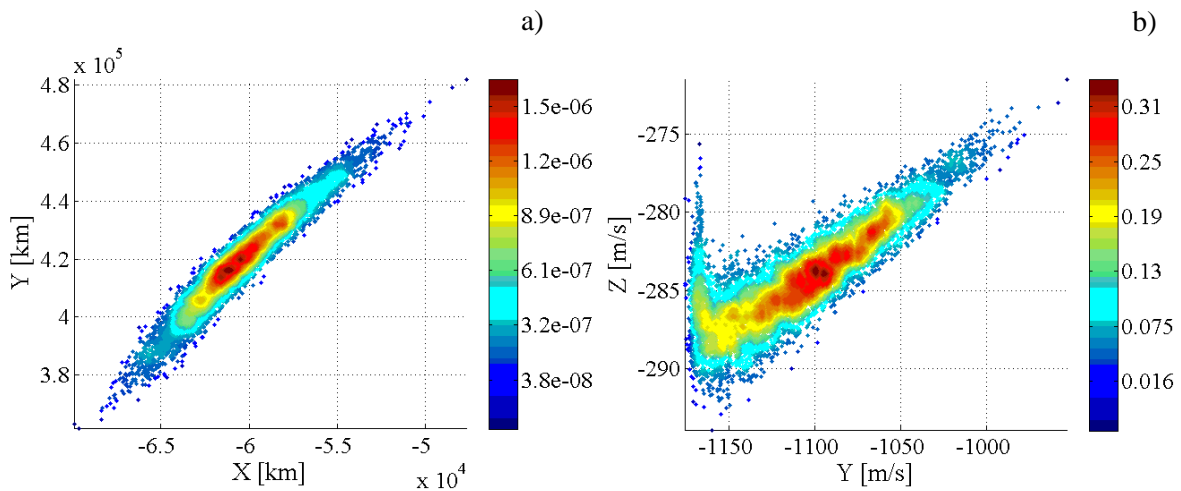 a)
x 10^5
4.8
4.6
4.4
4.2
4
3.8
Y [km]
-6.5
-6
-5.5
-5
X [km]
x 10^4
1.5e-06
1.2e-06
8.9e-07
6.1e-07
3.2e-07
3.8e-08
b)
-275
-280
-285
-290
Z [m/s]
-1150
-1100
-1050
-1000
Y [m/s]
0.31
0.25
0.19
0.13
0.075
0.016